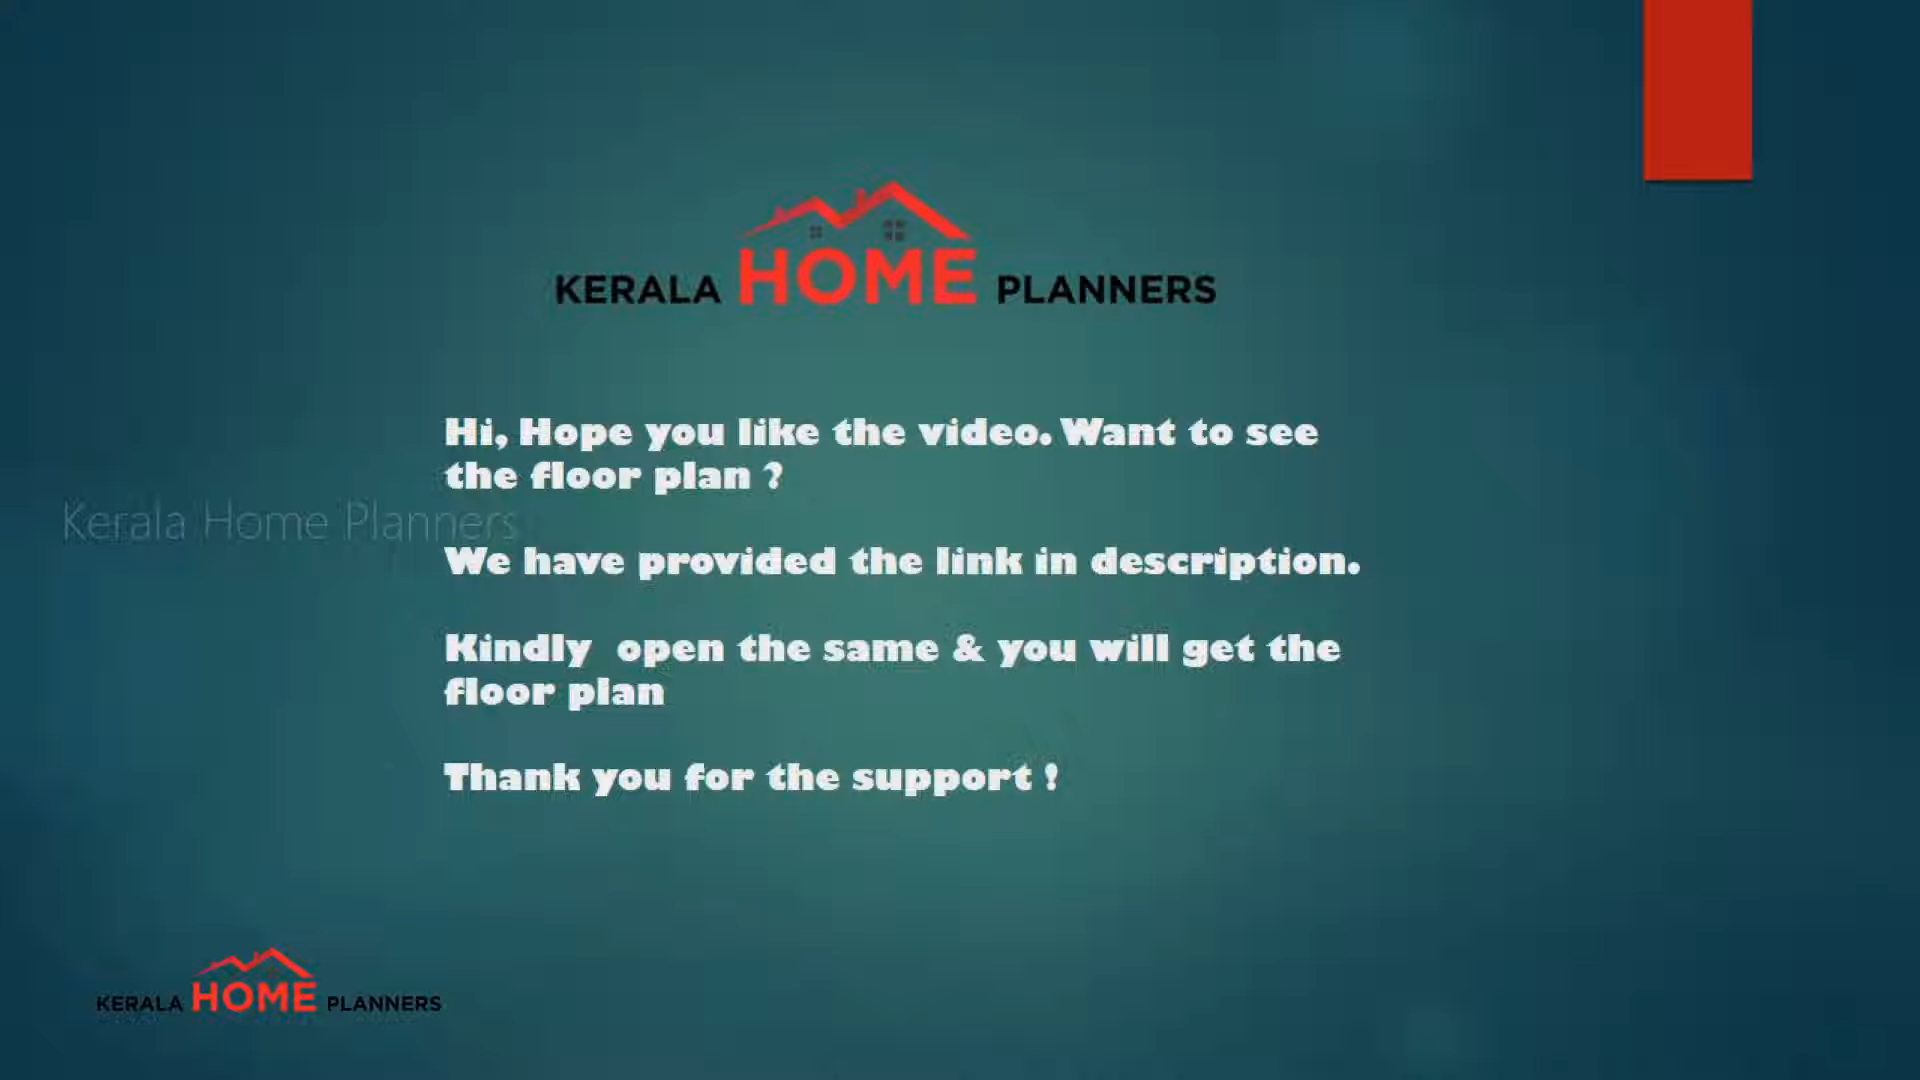 KERALA HOME PLANNERS
Hi, Hope you like the video. Want to see
the floor plan ?
Kerala Home Planners
We have provided the link in description.
Kindly open the same & you will get the
floor plan
Thank you for the support !
KERALA HOME PLANNERS